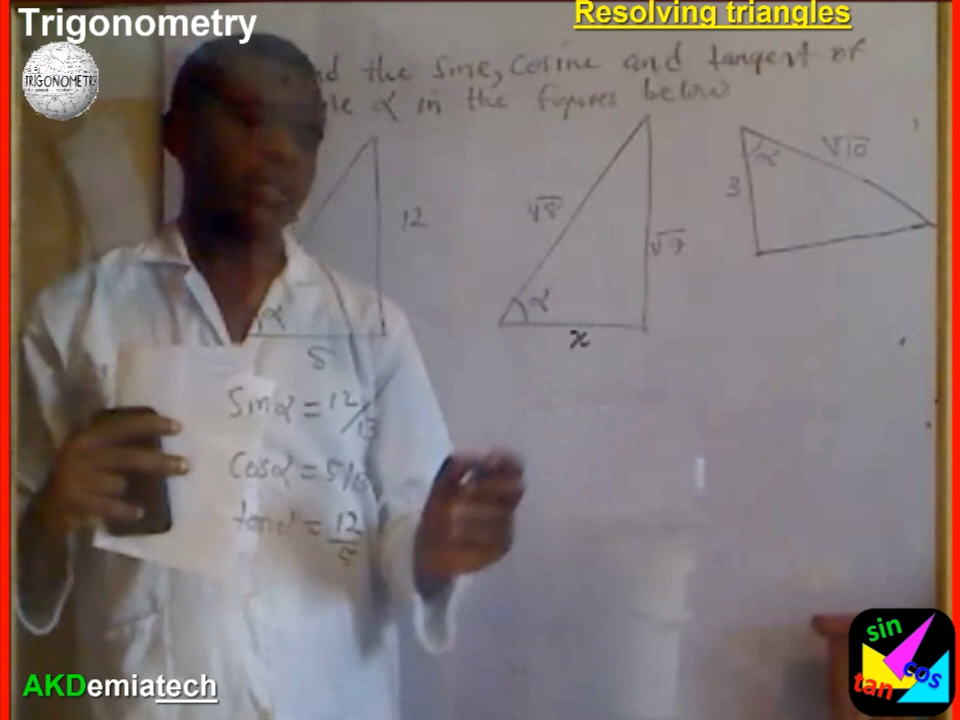 Trigonometry
Resolving triangles
TRIGONOMETRY
the Sine, Cosine and tangent of
α in the figures below
√10
α
3
12
√8
√7
α
α
x
5
Sinα = 12/13
Cosα = 5/13
tanα = 12/5
sin
cos
tan
AKDemiatech